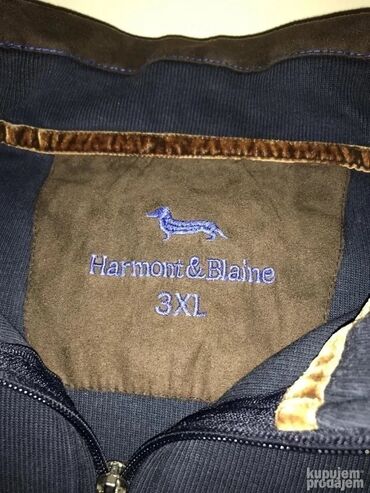 Harmont & Blaine
3XL
kupujem
prodajem